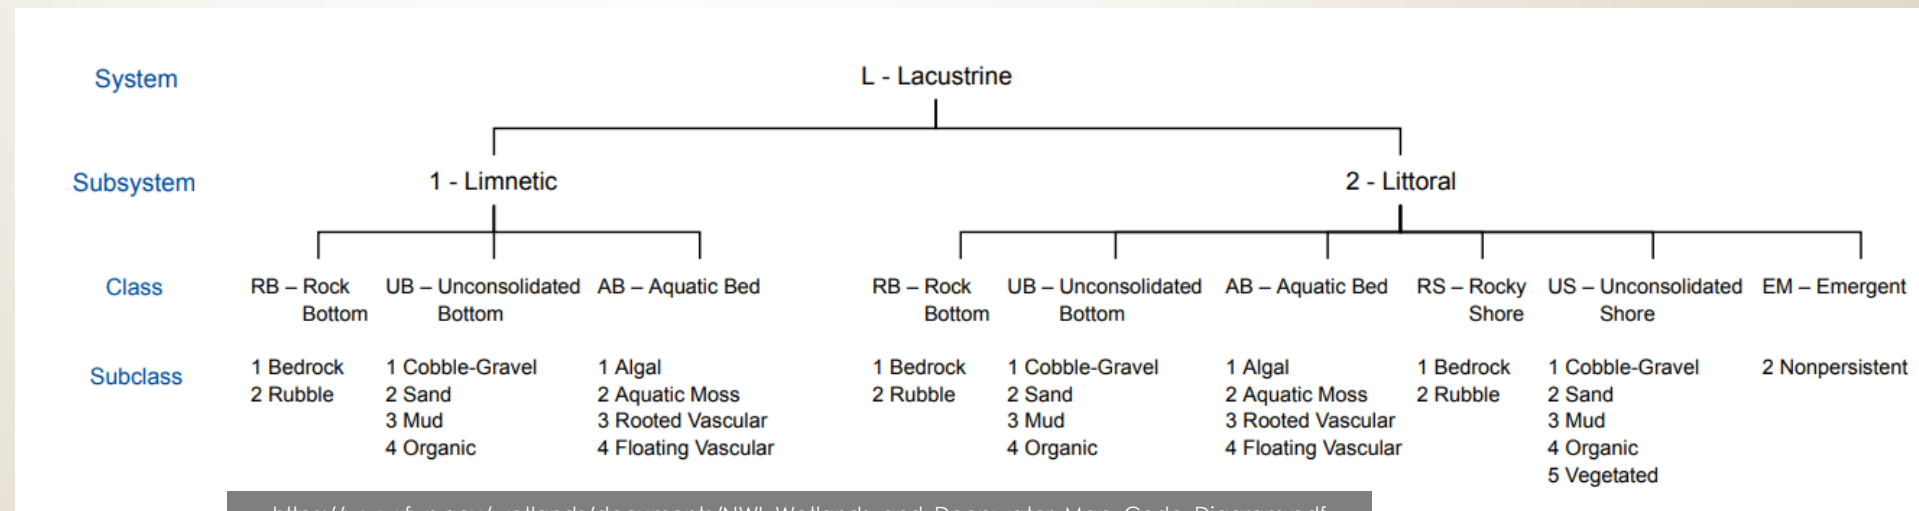 System
L - Lacustrine
Subsystem
1 - Limnetic
2 - Littoral
Class
RB – Rock
Bottom
UB – Unconsolidated
Bottom
AB – Aquatic Bed
RB – Rock
Bottom
UB – Unconsolidated
Bottom
AB – Aquatic Bed
RS – Rocky
Shore
US – Unconsolidated
Shore
EM – Emergent
Subclass
1 Bedrock
2 Rubble
1 Cobble-Gravel
2 Sand
3 Mud
4 Organic
1 Algal
2 Aquatic Moss
3 Rooted Vascular
4 Floating Vascular
1 Bedrock
2 Rubble
1 Cobble-Gravel
2 Sand
3 Mud
4 Organic
1 Algal
2 Aquatic Moss
3 Rooted Vascular
4 Floating Vascular
1 Bedrock
2 Rubble
1 Cobble-Gravel
2 Sand
3 Mud
4 Organic
5 Vegetated
2 Nonpersistent